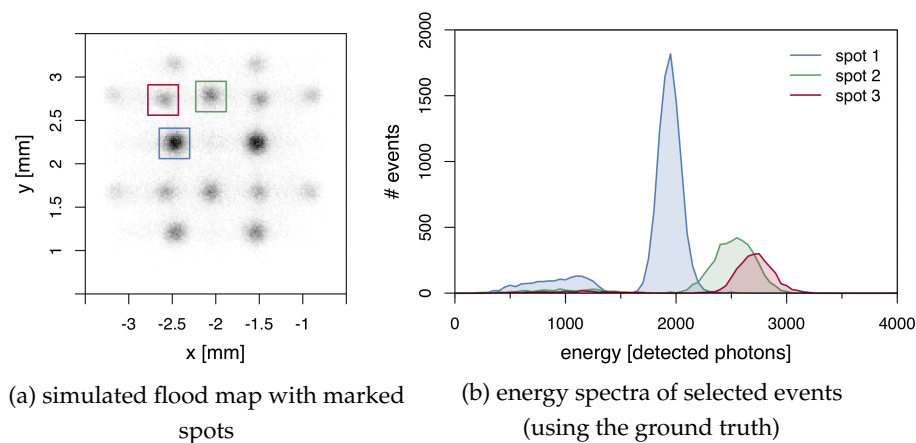 y [mm]
3
2.5
2
1.5
1
-3
-2.5
-2
-1.5
-1
x [mm]
(a) simulated flood map with marked
spots
# events
2000
1500
1000
500
0
spot 1
spot 2
spot 3
0
1000
2000
3000
4000
energy [detected photons]
(b) energy spectra of selected events
(using the ground truth)